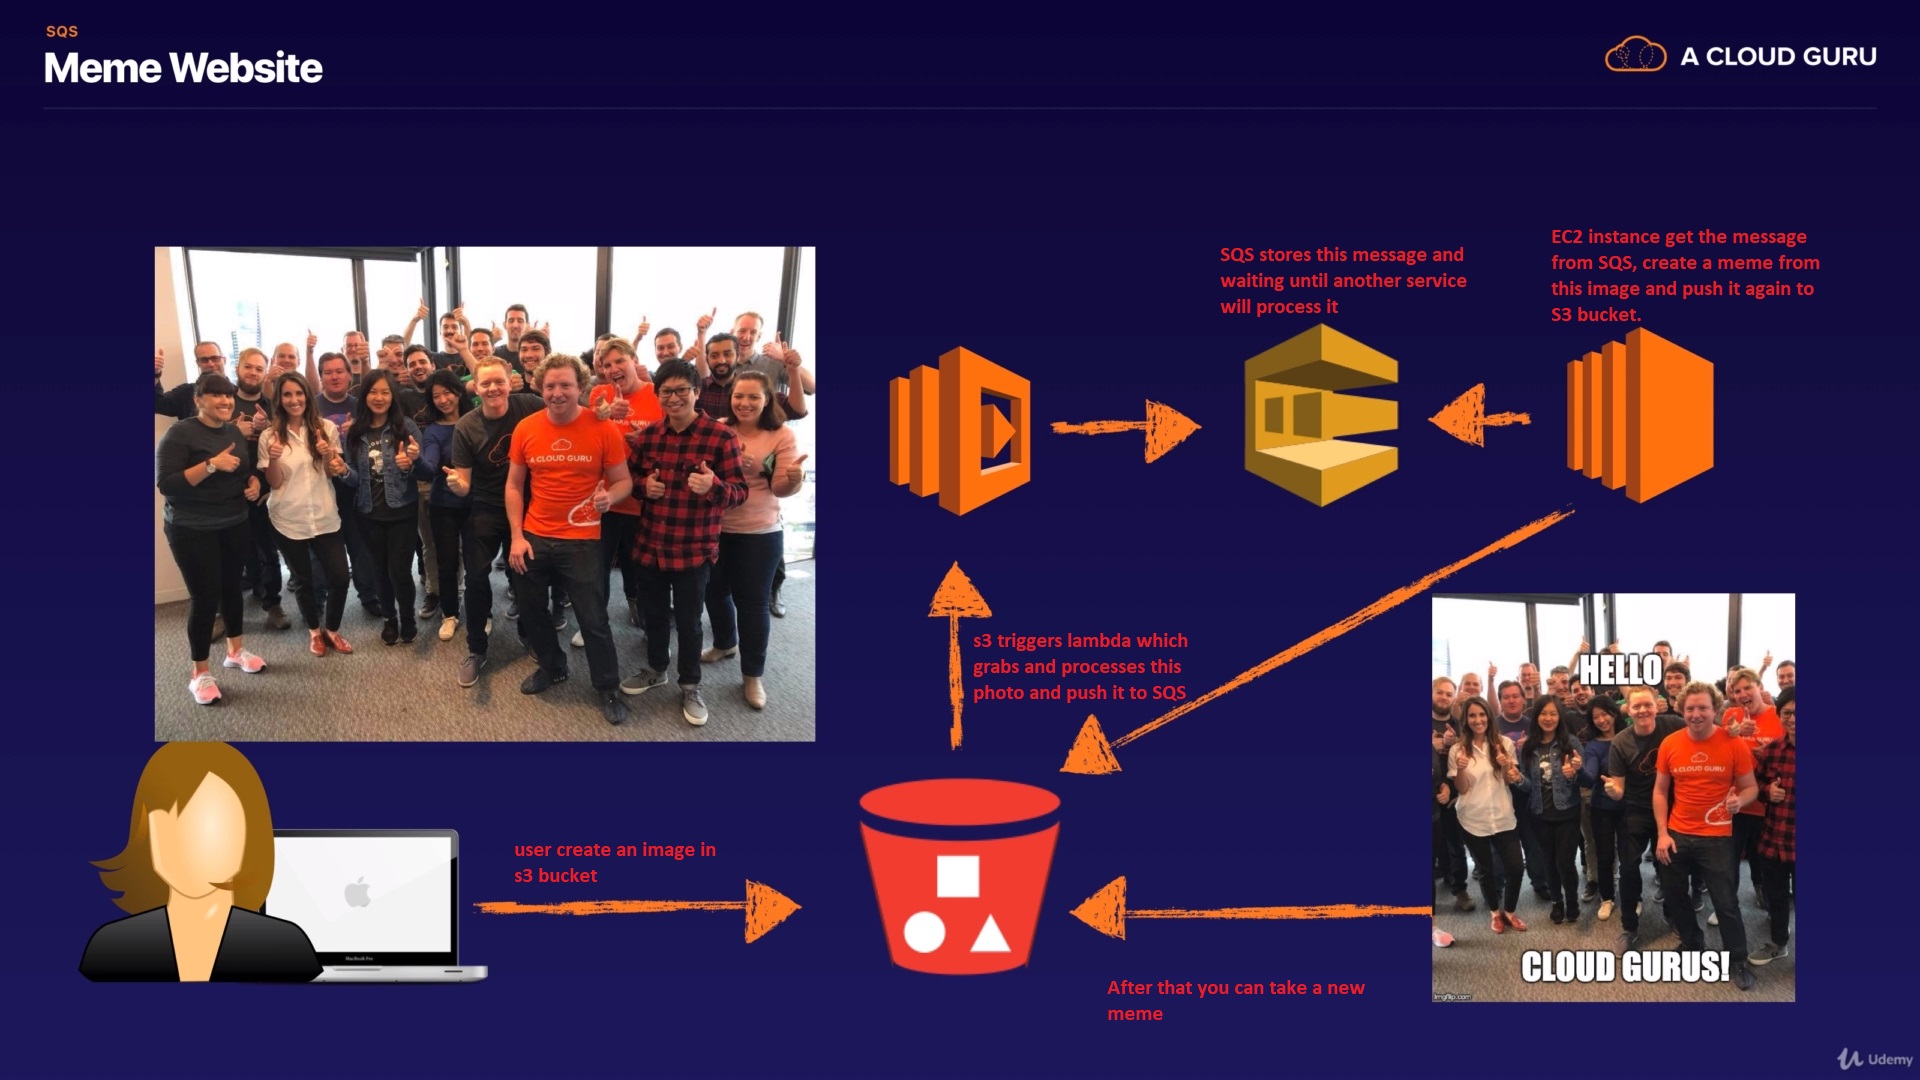 SQS
Meme Website
A CLOUD GURU
SQS stores this message and
waiting until another service
will process it
EC2 instance get the message
from SQS, create a meme from
this image and push it again to
S3 bucket.
A CLOUD GURU
s3 triggers lambda which
grabs and processes this
photo and push it to SQS
HELLO
A CLOUD GURU
user create an image in
s3 bucket
MacBook Pro
CLOUD GURUS!
imgflip.com
After that you can take a new
meme
Udemy